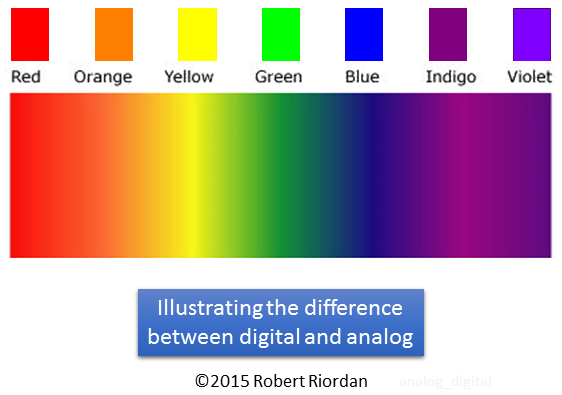 Red Orange Yellow Green Blue Indigo Violet
Illustrating the difference
between digital and analog
©2015 Robert Riordan analog_digital